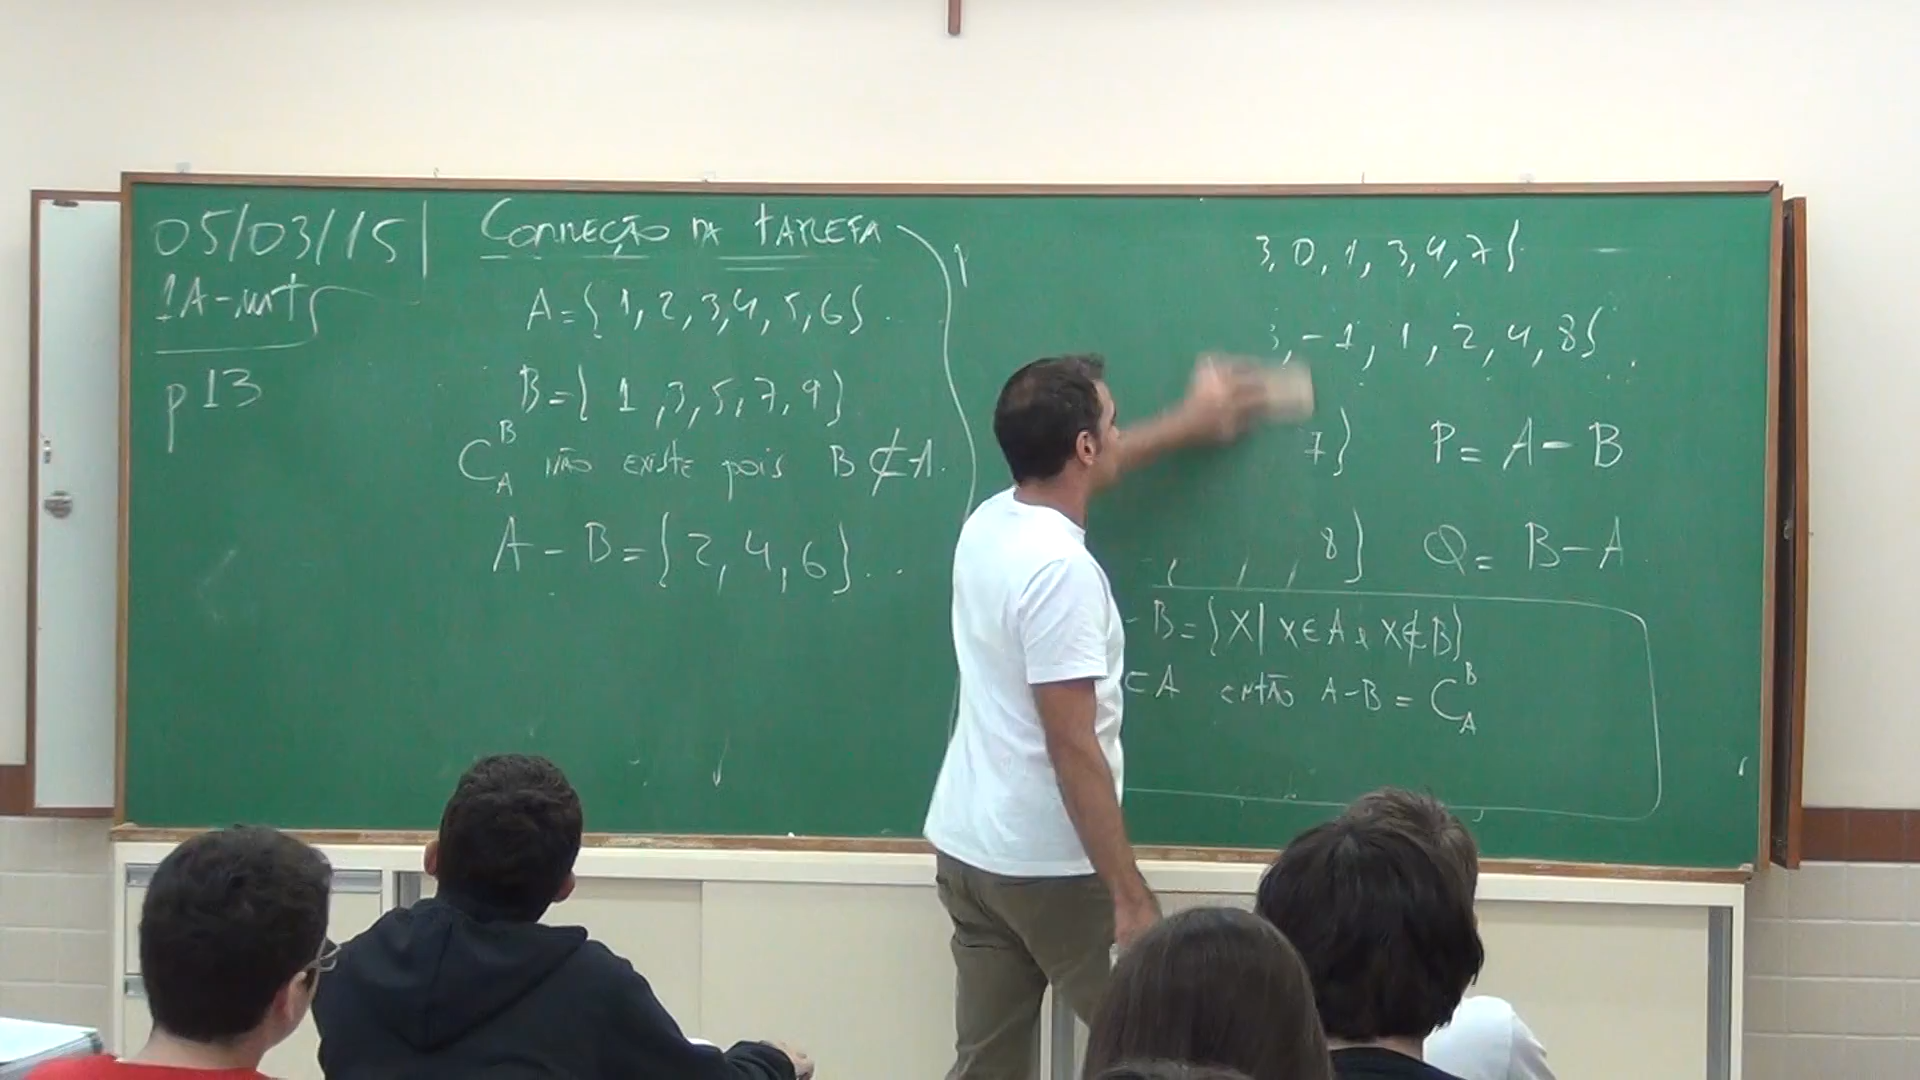 05/03/15
1A-mat
p 13
CORREÇÃO DA TAREFA
A={1,2,3,4,5,6}.
B={1,3,5,7,9}
C_A^B NÃO EXISTE pois B⊄A.
A-B={2,4,6}...
3,0,1,3,4,7}
,-1,1,2,4,8}
7} P=A-B
8} Q=B-A
-B={X|X∈A e X∉B}
⊂A ENTÃO A-B=C_A^B